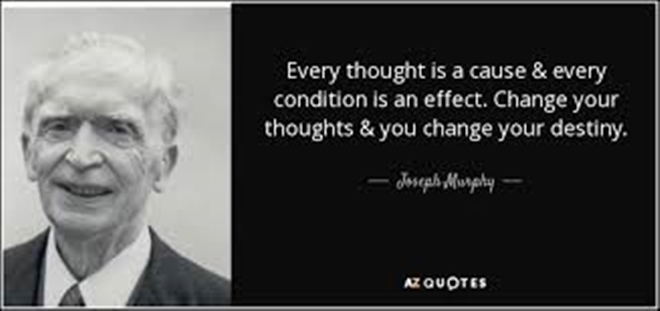 Every thought is a cause & every
condition is an effect. Change your
thoughts & you change your destiny.
Joseph Murphy
AZ QUOTES